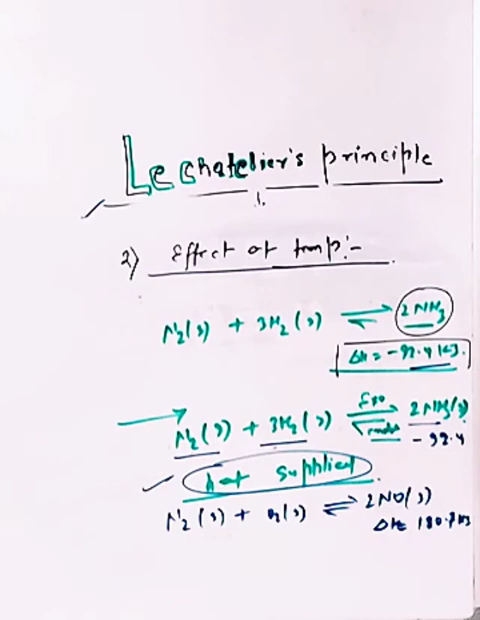 Le chatelier's principle
1.
2) Effect of temp:-
N2(g) + 3H2(g) ⇌ 2NH3
ΔH = -92.4 KJ.
N2(g) + 3H2(g) ⇌ 2NH3(g)
Exo
endo
-92.4
Heat supplied
N2(g) + O2(g) ⇌ 2NO(g)
ΔH= 180.7 KJ